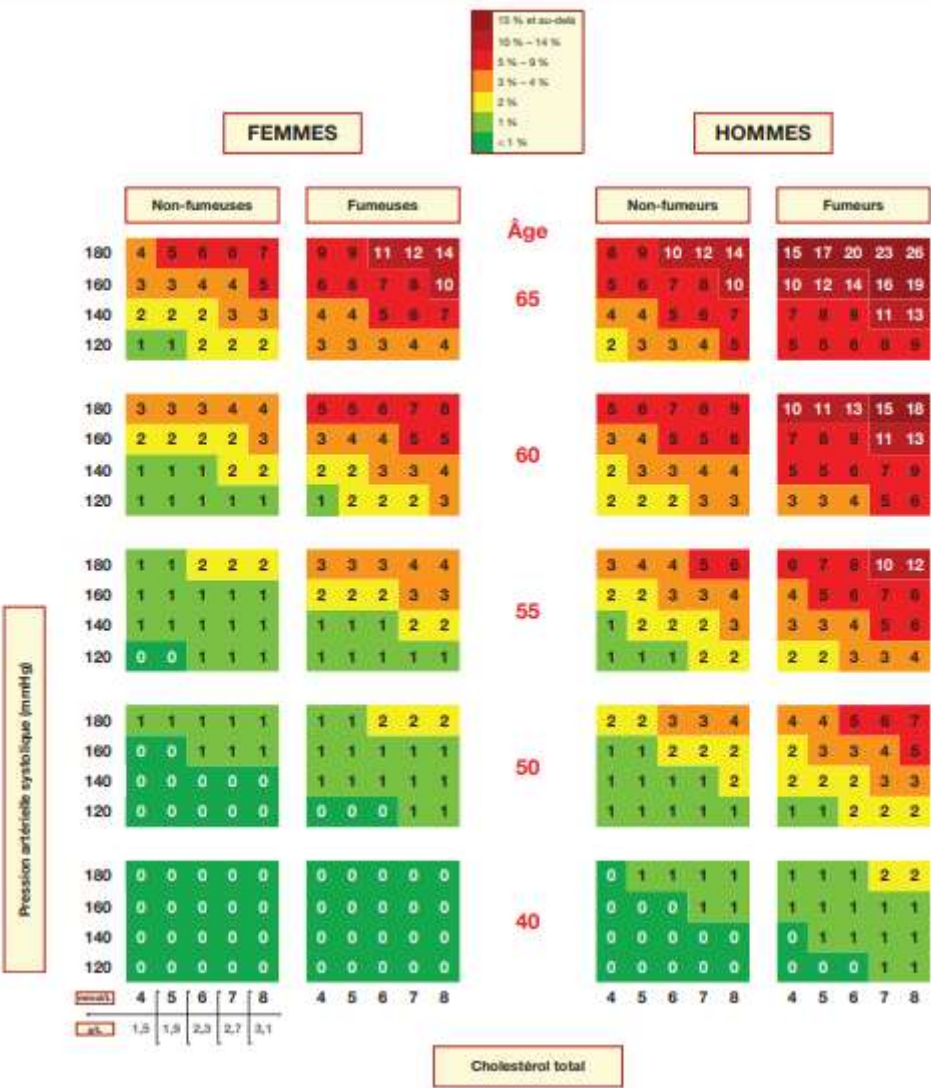 15 % et au-delà
10 % – 14 %
5 % – 9 %
3 % – 4 %
2 %
1 %
< 1 %
FEMMES HOMMES
Non-fumeuses Fumeuses Non-fumeurs Fumeurs
Âge
180 4 5 6 6 7 9 9 11 12 14 8 9 10 12 14 15 17 20 23 26
160 3 3 4 4 5 6 6 7 8 10 5 6 7 8 10 10 12 14 16 19
65
140 2 2 2 3 3 4 4 5 6 7 4 4 5 6 7 7 8 9 11 13
120 1 1 2 2 2 3 3 3 4 4 2 3 3 4 5 5 5 6 8 9
180 3 3 3 4 4 5 5 6 7 8 5 6 7 8 9 10 11 13 15 18
160 2 2 2 2 3 3 4 4 5 5 3 4 5 5 6 7 8 9 11 13
60
140 1 1 1 2 2 2 2 3 3 4 2 3 3 4 4 5 5 6 7 9
120 1 1 1 1 1 1 2 2 2 3 2 2 2 3 3 3 3 4 5 6
180 1 1 2 2 2 3 3 3 4 4 3 4 4 5 6 6 7 8 10 12
160 1 1 1 1 1 2 2 2 3 3 2 2 3 3 4 4 5 6 7 8
55
140 1 1 1 1 1 1 1 1 2 2 1 2 2 2 3 3 3 4 5 6
120 0 0 1 1 1 1 1 1 1 1 1 1 1 2 2 2 2 3 3 4
180 1 1 1 1 1 1 1 2 2 2 2 2 3 3 4 4 4 5 6 7
160 0 0 1 1 1 1 1 1 1 1 1 1 2 2 2 2 3 3 4 5
50
140 0 0 0 0 0 1 1 1 1 1 1 1 1 1 2 2 2 2 3 3
120 0 0 0 0 0 0 0 0 1 1 1 1 1 1 1 1 1 2 2 2
180 0 0 0 0 0 0 0 0 0 0 0 1 1 1 1 1 1 1 2 2
160 0 0 0 0 0 0 0 0 0 0 0 0 0 1 1 1 1 1 1 1
40
140 0 0 0 0 0 0 0 0 0 0 0 0 0 0 0 0 1 1 1 1
120 0 0 0 0 0 0 0 0 0 0 0 0 0 0 0 0 0 0 1 1
Pression artérielle systolique (mmHg)
mmol/L 4 5 6 7 8 4 5 6 7 8 4 5 6 7 8 4 5 6 7 8
g/L 1,5 1,9 2,3 2,7 3,1
Cholestérol total